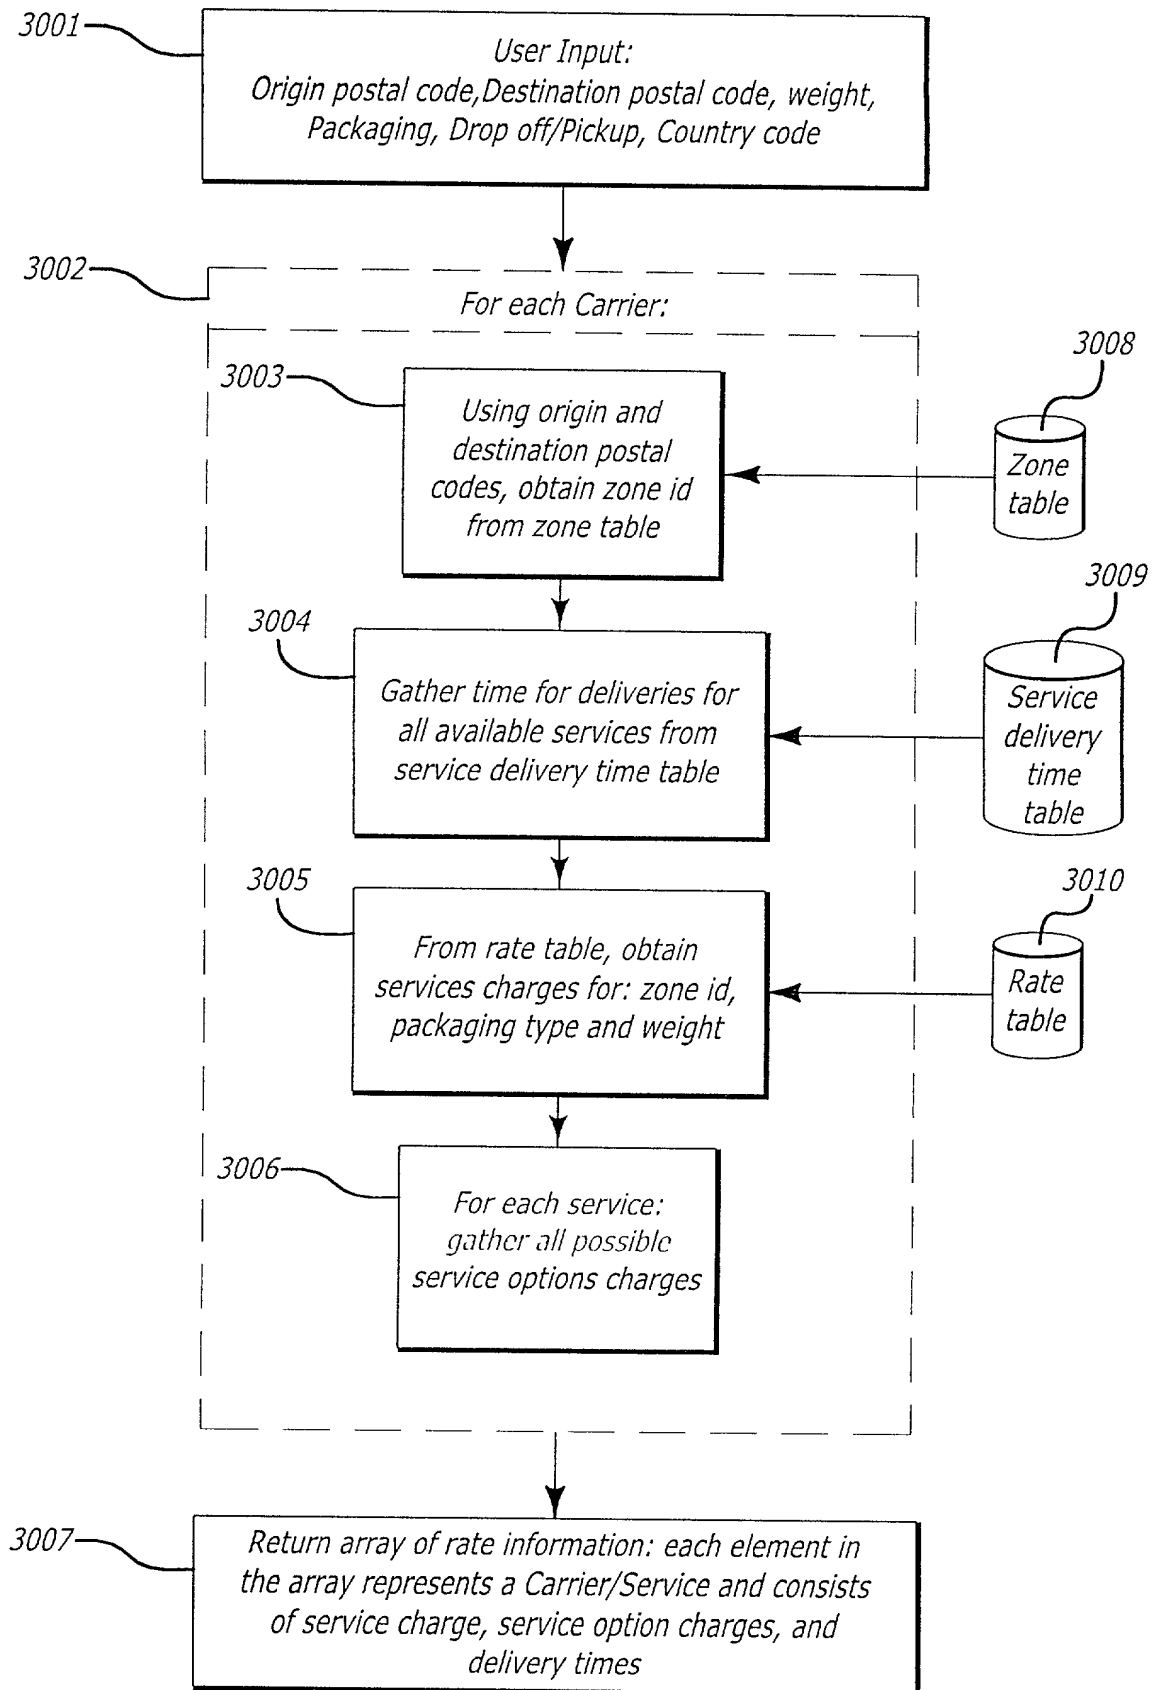 3001
User Input:
Origin postal code,Destination postal code, weight,
Packaging, Drop off/Pickup, Country code
3002
For each Carrier:
3003
Using origin and
destination postal
codes, obtain zone id
from zone table
3008
Zone
table
3004
Gather time for deliveries for
all available services from
service delivery time table
3009
Service
delivery
time
table
3005
From rate table, obtain
services charges for: zone id,
packaging type and weight
3010
Rate
table
3006
For each service:
gather all possible
service options charges
3007
Return array of rate information: each element in
the array represents a Carrier/Service and consists
of service charge, service option charges, and
delivery times